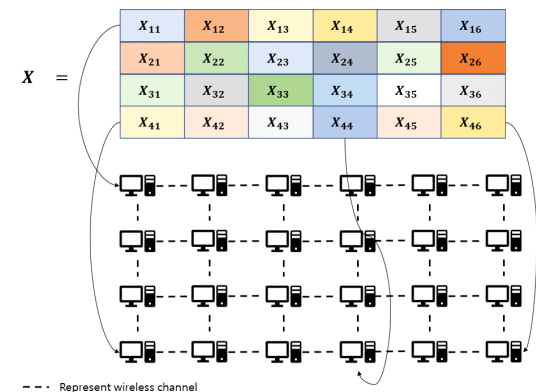 X₁₁ X₁₂ X₁₃ X₁₄ X₁₅ X₁₆
X₂₁ X₂₂ X₂₃ X₂₄ X₂₅ X₂₆
X =
X₃₁ X₃₂ X₃₃ X₃₄ X₃₅ X₃₆
X₄₁ X₄₂ X₄₃ X₄₄ X₄₅ X₄₆
Represent wireless channel